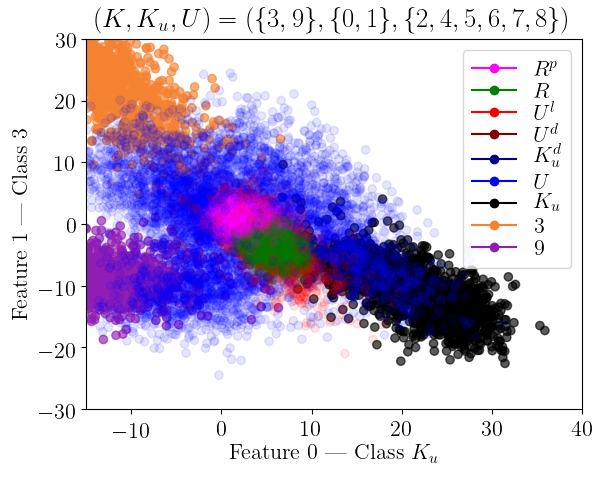 (K, K_u, U) = ({3, 9}, {0, 1}, {2, 4, 5, 6, 7, 8})
30
20
10
0
−10
−20
−30
−10
0
10
20
30
40
Feature 1 — Class 3
Feature 0 — Class K_u
R^p
R
U^l
U^d
K_u^d
U
K_u
3
9